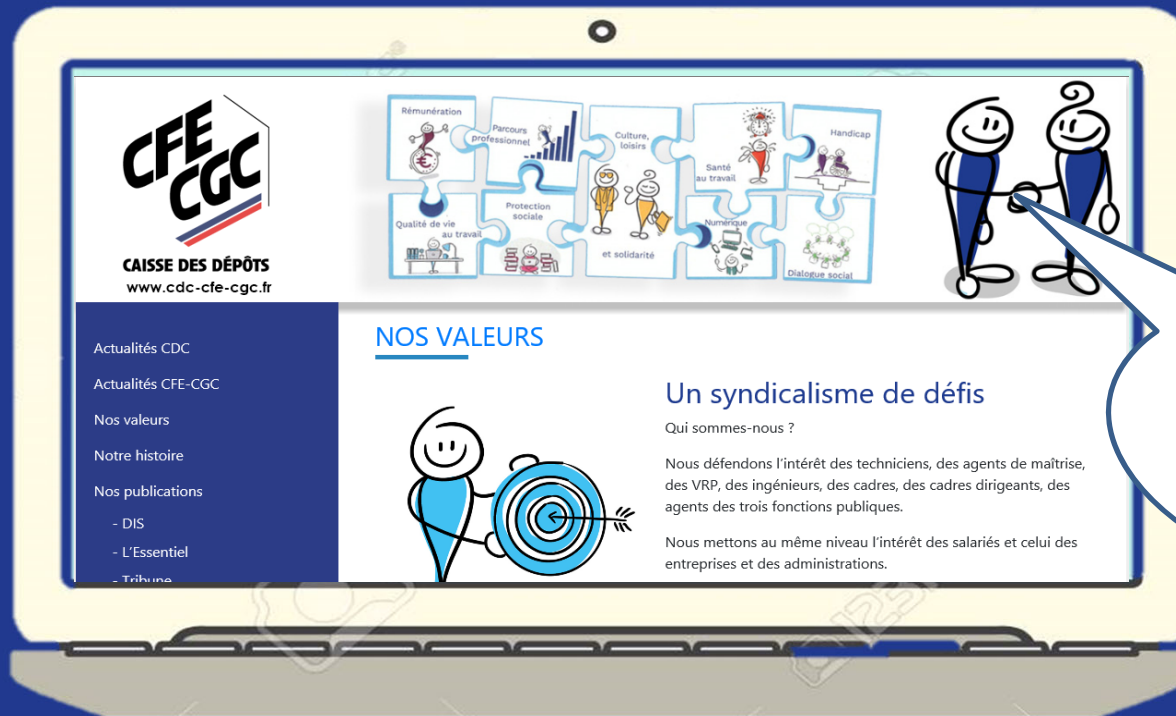 CFE
CGC
CAISSE DES DÉPÔTS
www.cdc-cfe-cgc.fr
Rémunération
Parcours
professionnel
Culture,
loisirs
Santé
au travail
Handicap
Qualité de vie
au travail
Protection
sociale
et solidarité
Numérique
Dialogue social
Actualités CDC
Actualités CFE-CGC
Nos valeurs
Notre histoire
Nos publications
- DIS
- L'Essentiel
- Tribune
NOS VALEURS
Un syndicalisme de défis
Qui sommes-nous ?
Nous défendons l'intérêt des techniciens, des agents de maîtrise,
des VRP, des ingénieurs, des cadres, des cadres dirigeants, des
agents des trois fonctions publiques.
Nous mettons au même niveau l'intérêt des salariés et celui des
entreprises et des administrations.